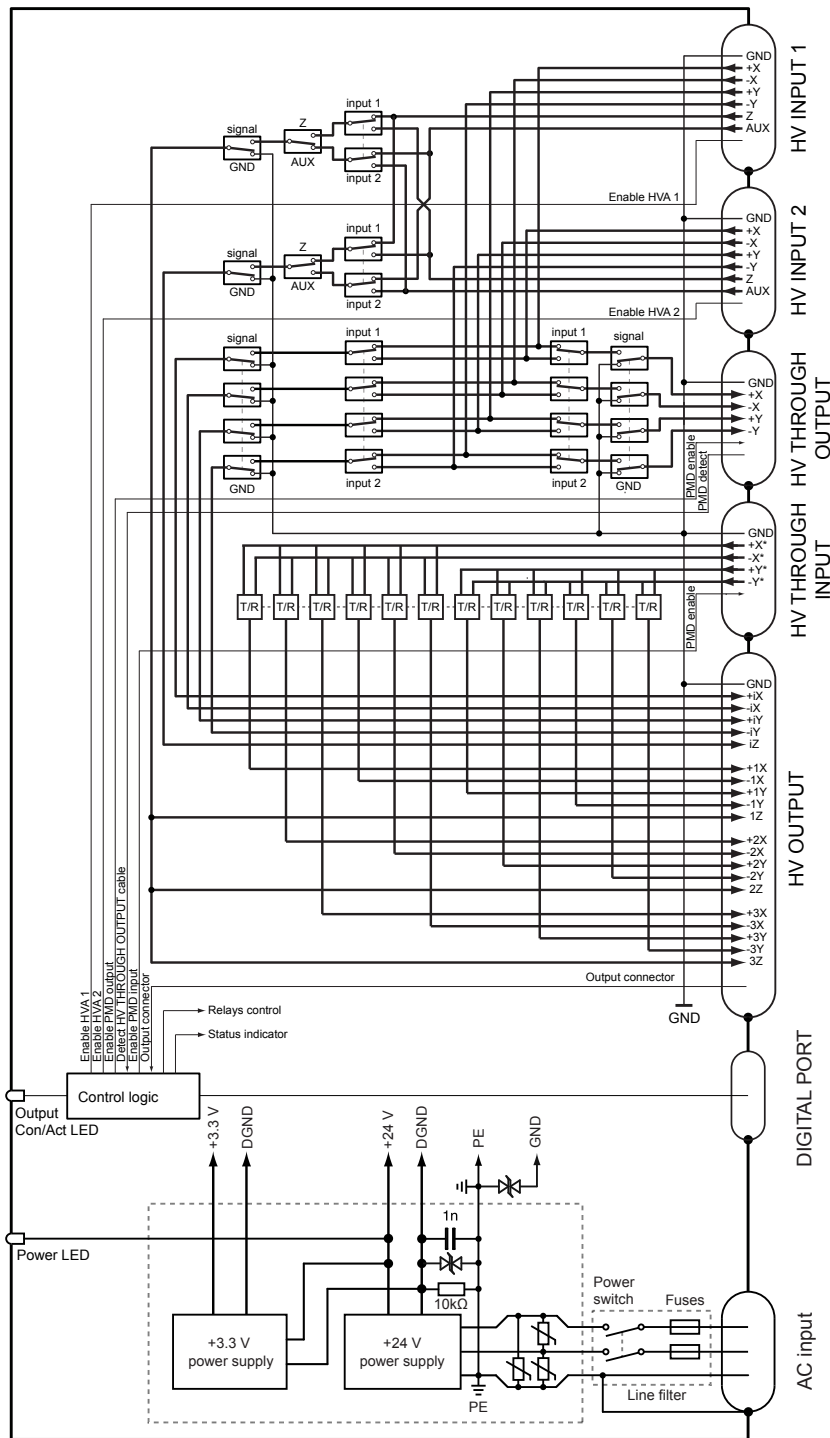 GND
+X
-X
+Y
-Y
Z
AUX
HV INPUT 1
input 1
Z
signal
AUX
GND
input 2
Enable HVA 1
GND
+X
-X
+Y
-Y
Z
AUX
HV INPUT 2
input 1
Z
signal
AUX
GND
input 2
Enable HVA 2
signal
input 1
input 1
signal
GND
+X
-X
+Y
-Y
HV THROUGH
OUTPUT
GND
input 2
input 2
GND
PMD enable
PMD detect
GND
+X*
-X*
+Y*
-Y*
HV THROUGH
INPUT
T/R
T/R
T/R
T/R
T/R
T/R
T/R
T/R
T/R
T/R
T/R
T/R
PMD enable
GND
+iX
-iX
+iY
-iY
iZ
+1X
-1X
+1Y
-1Y
1Z
+2X
-2X
+2Y
-2Y
2Z
+3X
-3X
+3Y
-3Y
3Z
HV OUTPUT
Output connector
GND
Enable HVA 1
Enable HVA 2
Enable PMD output
Detect HV THROUGH OUTPUT cable
Enable PMD input
Output connector
Relays control
Status indicator
Control logic
Output
Con/Act LED
DIGITAL PORT
+3.3 V
DGND
+24 V
DGND
PE
GND
1n
Power LED
10kΩ
+3.3 V
power supply
+24 V
power supply
Power
switch
Fuses
Line filter
PE
AC input